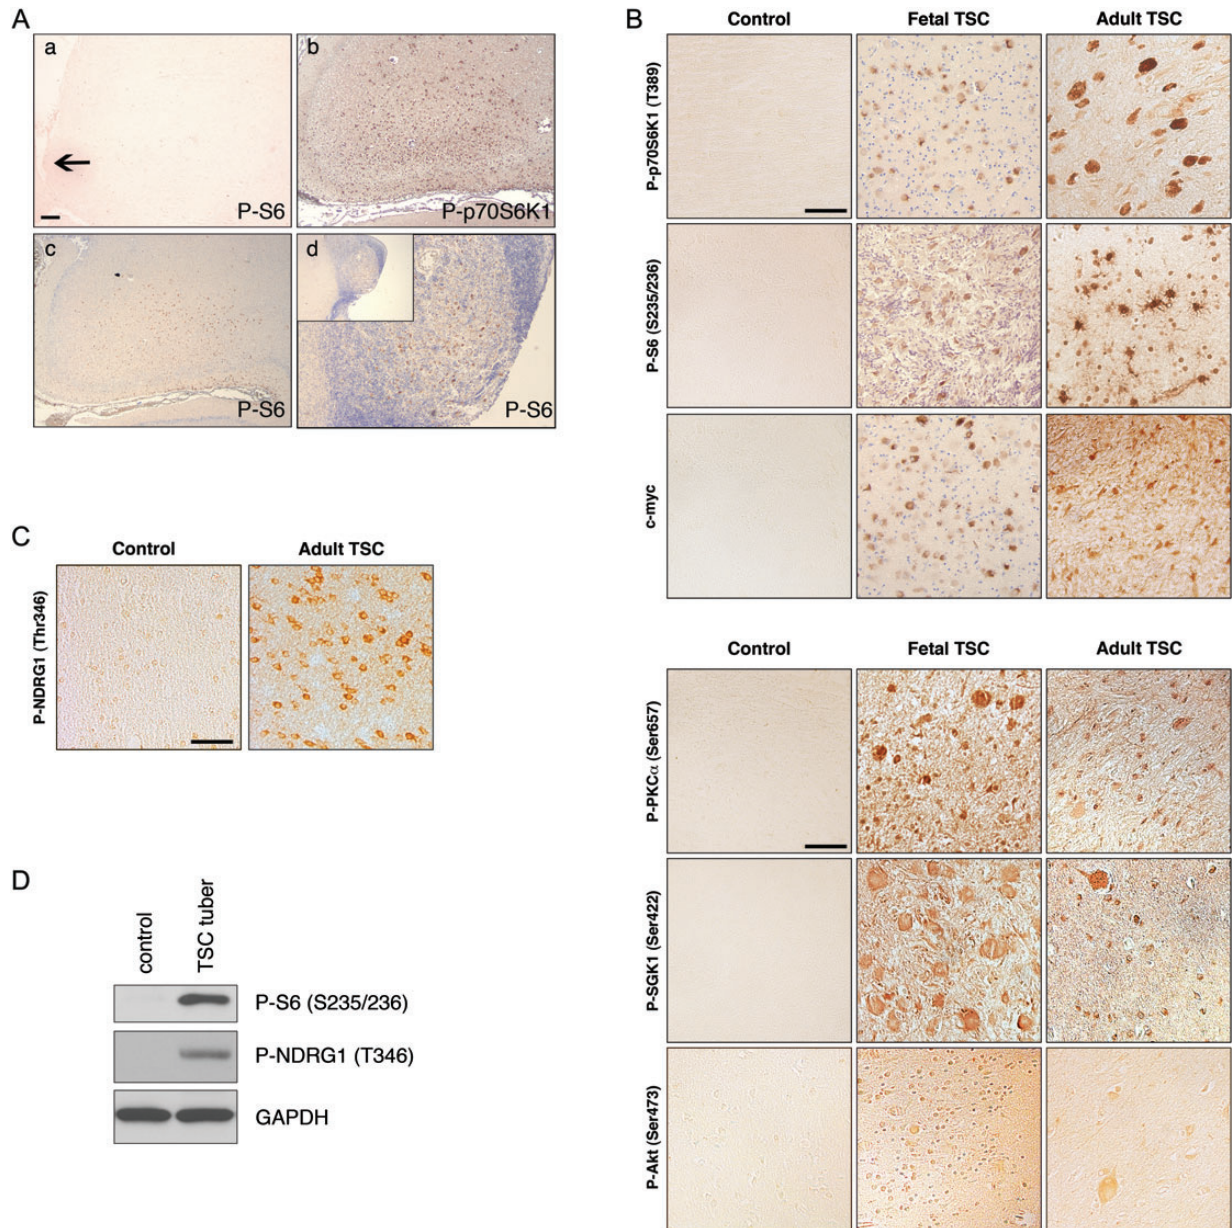 A
a
P-S6
b
P-p70S6K1
c
P-S6
d
P-S6
B
Control
Fetal TSC
Adult TSC
P-p70S6K1 (T389)
P-S6 (S235/236)
c-myc
C
Control
Adult TSC
P-NDRG1 (Thr346)
Control
Fetal TSC
Adult TSC
P-PKCα (Ser657)
P-SGK1 (Ser422)
P-Akt (Ser473)
D
control
TSC tuber
P-S6 (S235/236)
P-NDRG1 (T346)
GAPDH